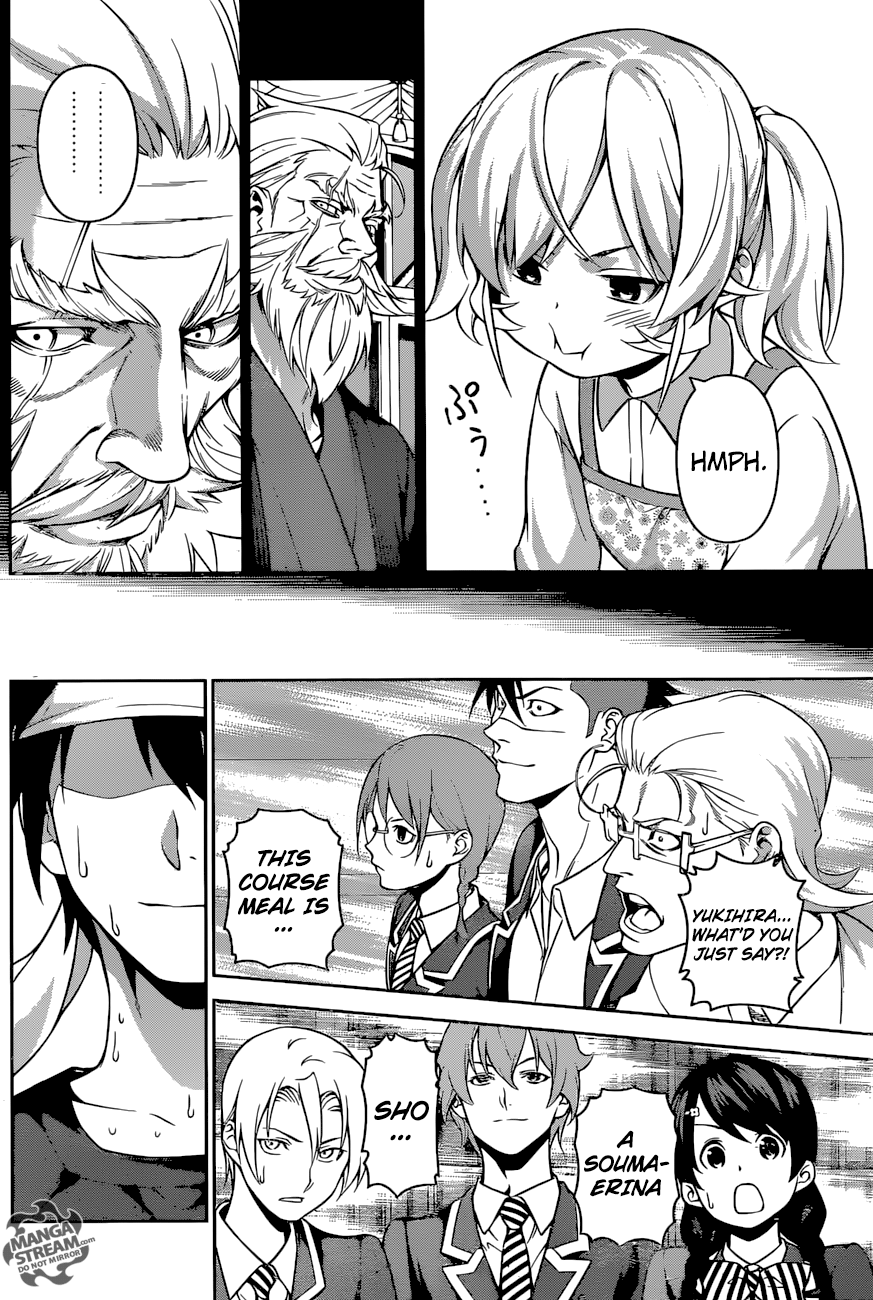 HMPH.
ぷぅ・・・・
………………
YUKIHIRA...
WHAT'D YOU
JUST SAY?!
THIS
COURSE
MEAL IS
...
A
SOUMA-
ERINA
SHO
...
MANGA
STREAM.com
DO NOT MIRROR